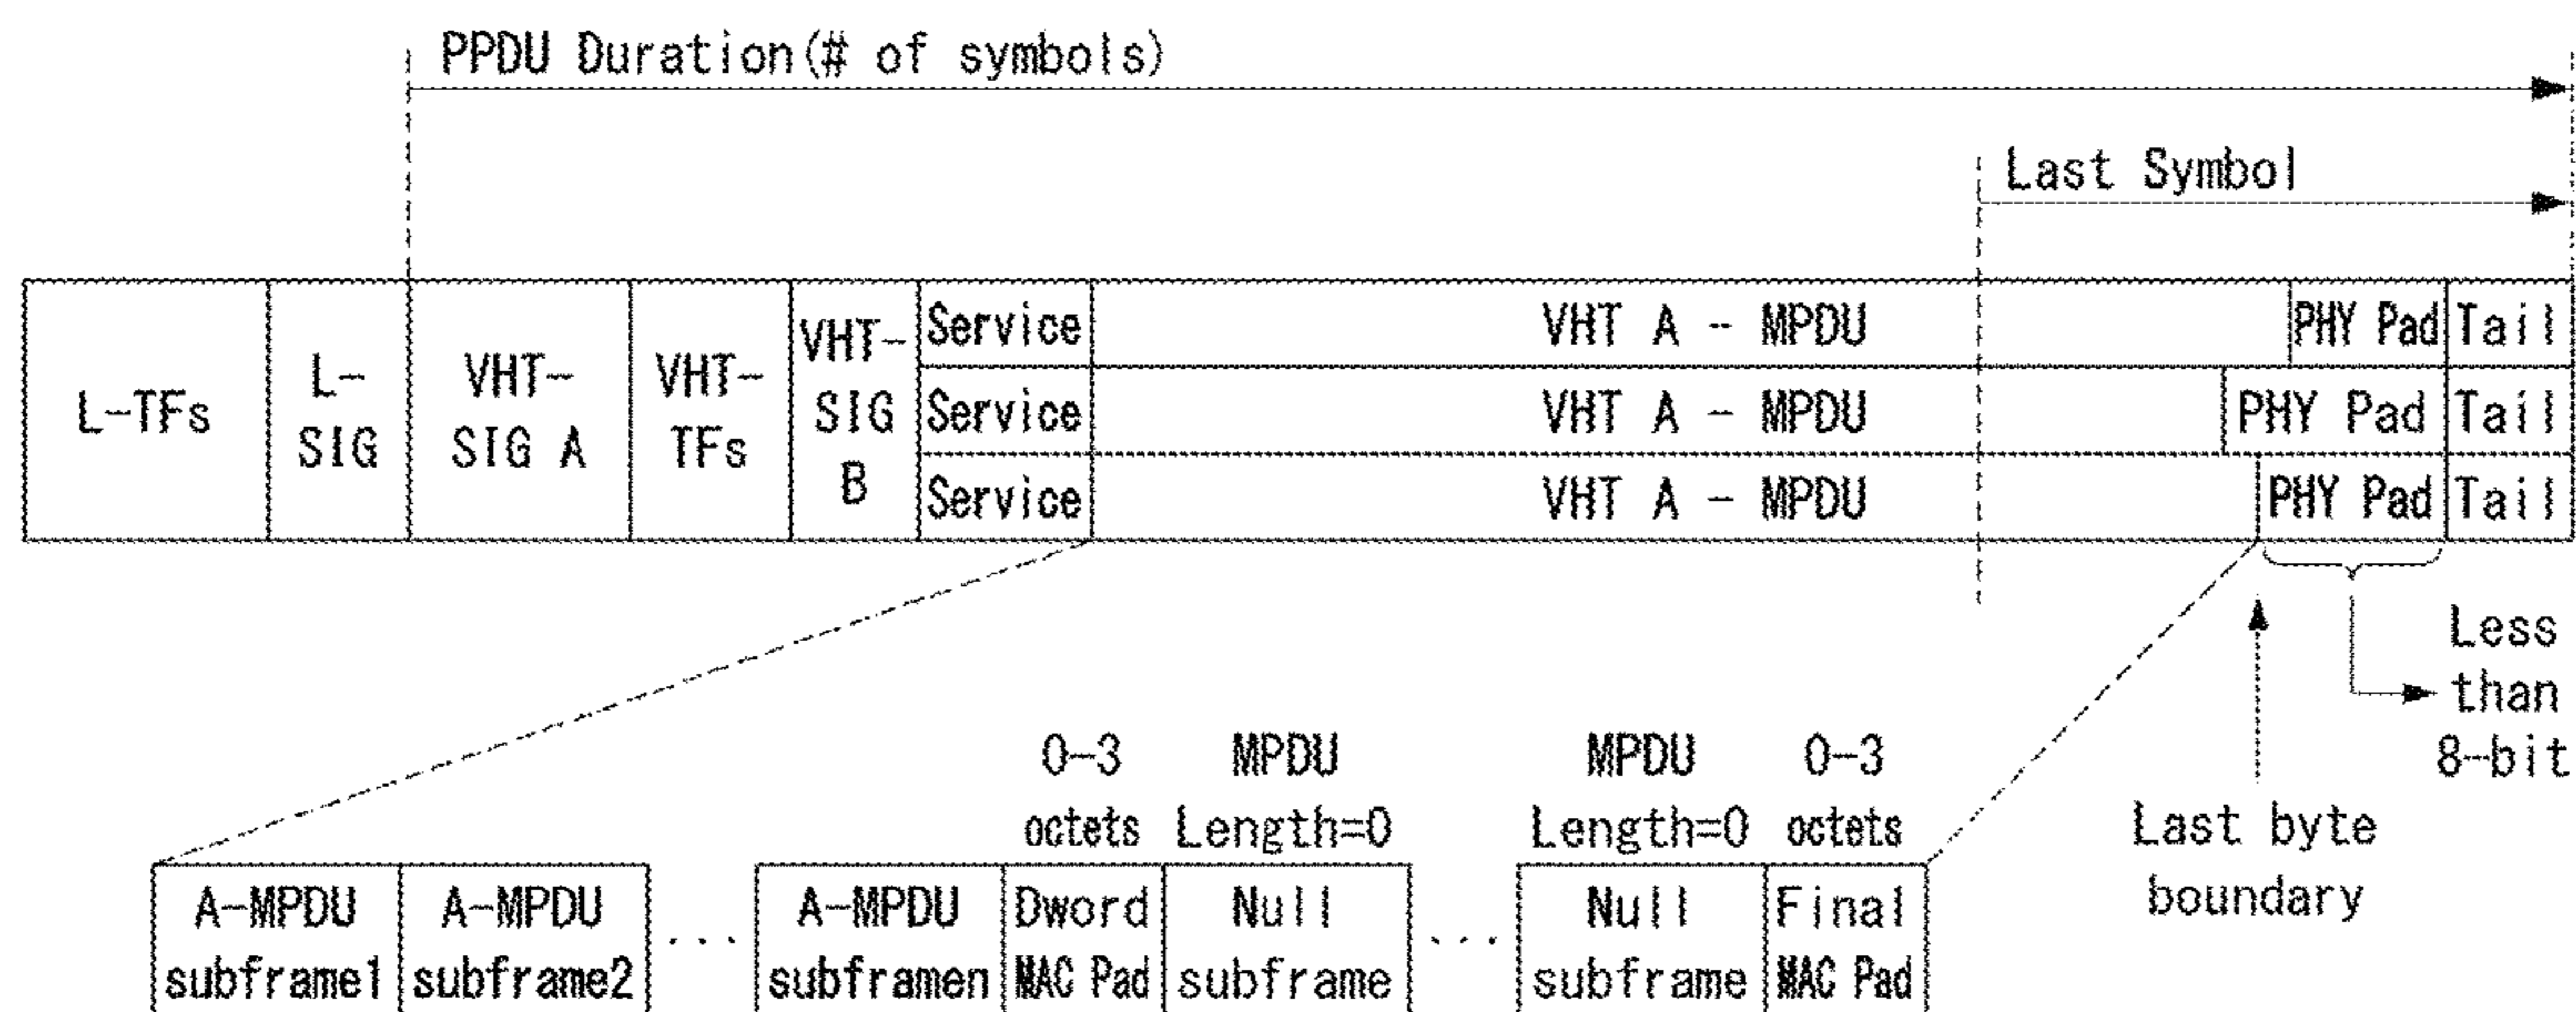 PPDU Duration(# of symbols)
Last Symbol
L-TFs
L-
SIG
VHT-
SIG A
VHT-
TFs
VHT-
SIG
B
Service
VHT A - MPDU
PHY Pad
Tail
Service
VHT A - MPDU
PHY Pad
Tail
Service
VHT A - MPDU
PHY Pad
Tail
Less
than
8-bit
Last byte
boundary
0-3
octets
MPDU
Length=0
MPDU
Length=0
0-3
octets
A-MPDU
subframe1
A-MPDU
subframe2
...
A-MPDU
subframen
Dword
MAC Pad
Null
subframe
...
Null
subframe
Final
MAC Pad